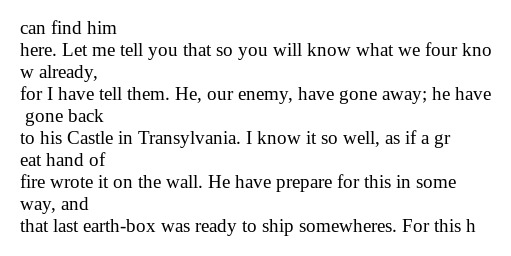 can find him
here. Let me tell you that so you will know what we four kno
w already,
for I have tell them. He, our enemy, have gone away; he have
 gone back
to his Castle in Transylvania. I know it so well, as if a gr
eat hand of
fire wrote it on the wall. He have prepare for this in some
way, and
that last earth-box was ready to ship somewheres. For this h